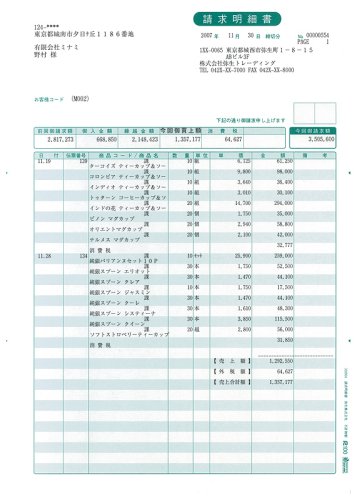 請求明細書
124-****
東京都城南市夕日ケ丘1186番地
有限会社ミナミ
野村 様
2007年 11月 30日 締切分 No 00000354
PAGE 1
1XX-0065 東京都城西市弥生町1-8-15
ABビル3F
株式会社弥生トレーディング
TEL 042X-XX-7000 FAX 042X-XX-8000
お客様コード (M002)
下記の通り御請求申し上げます
前回御請求額 御入金額 繰越金額 今回御買上額 消費税 今回御請求額
2,817,273 668,850 2,148,423 1,357,177 64,627 3,505,600
日付 伝票番号 商品コード/商品名 数量 単位 単価 金額 備考
11.19 129 課 10 組 6,125 61,250
ターコイズ ティーカップ&ソー
課 10 組 9,800 98,000
コロンビア ティーカップ&ソー
課 10 組 3,640 36,400
インディオ ティーカップ&ソー
課 10 組 3,010 30,100
トゥターン コーヒーカップ&ソ
課 20 組 14,700 294,000
インドの花 ティーカップ&ソー
課 20 個 1,750 35,000
ピノン マグカップ
課 20 個 2,940 58,800
オリエントマグカップ
課 20 個 2,100 42,000
テルメス マグカップ
32,777
消費税
11.28 134 課 10 ｾｯﾄ 25,900 259,000
純銀バリアンスセット10P
課 30 本 1,750 52,500
純銀スプーン エリオット
課 30 本 1,470 44,100
純銀スプーン クレア
課 30 本 1,750
純銀スプーン ジャスミン
課 30 本 1,470 44,100
純銀スプーン クーレ
課 30 本 1,610 48,300
純銀スプーン システィーナ
課 30 本 3,850 115,500
純銀スプーン クイーン
課 20 組 2,800 56,000
ソフトストロベリーティーカップ
31,850
消費税
【売上額】 1,292,550
【外税額】 64,627
【売上合計額】 1,357,177